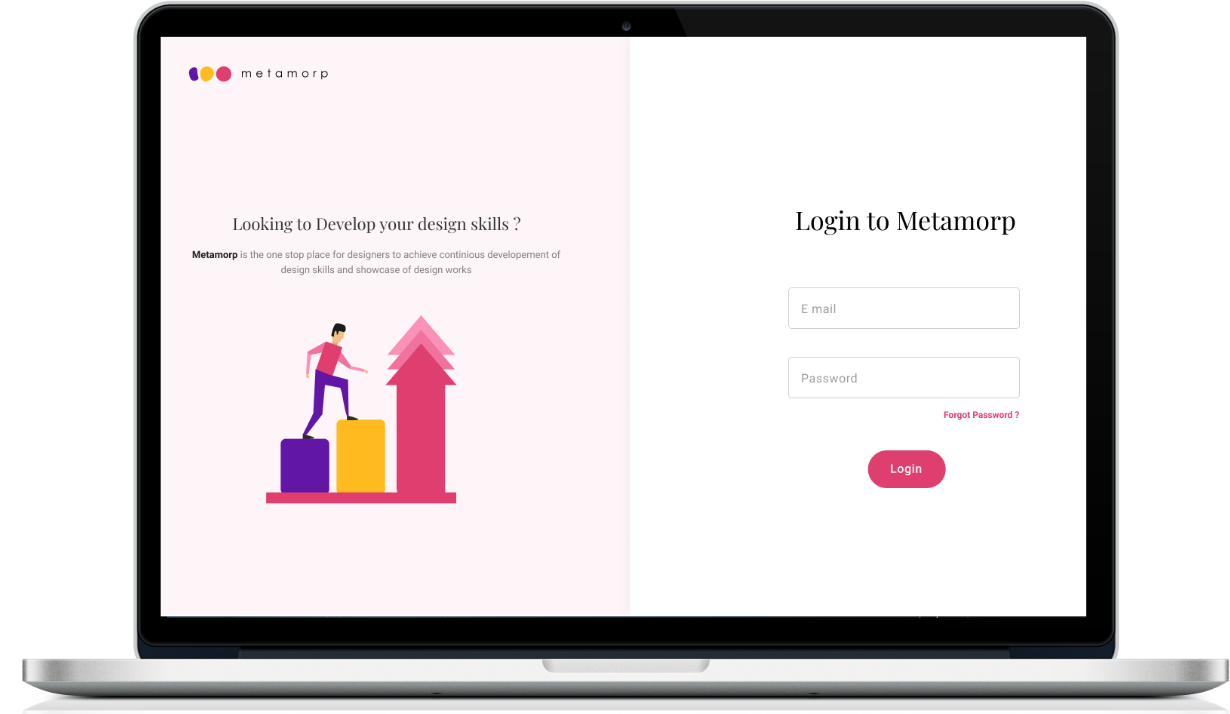 metamorp
Looking to Develop your design skills ?
Metamorp is the one stop place for designers to achieve continious developement of
design skills and showcase of design works
Login to Metamorp
E mail
Password
Forgot Password ?
Login